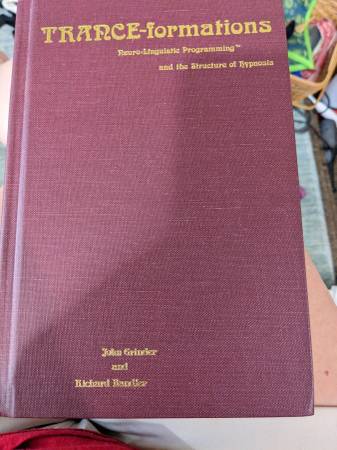 TRANCE-formations
Neuro-Linguistic Programming™
and the Structure of Hypnosis
John Grinder
and
Richard Bandler